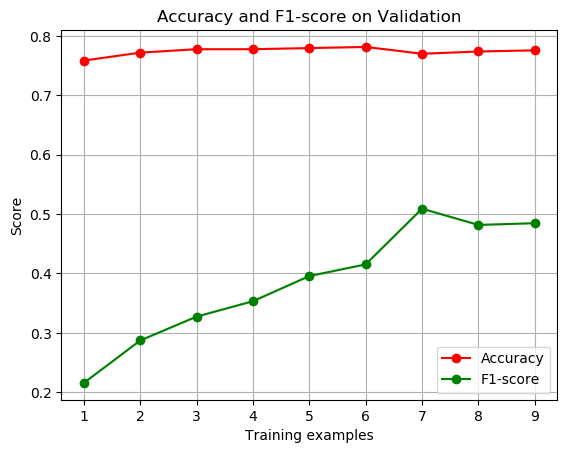 Accuracy and F1-score on Validation
0.8
0.7
0.6
0.5
0.4
0.3
0.2
Score
1 2 3 4 5 6 7 8 9
Training examples
Accuracy
F1-score